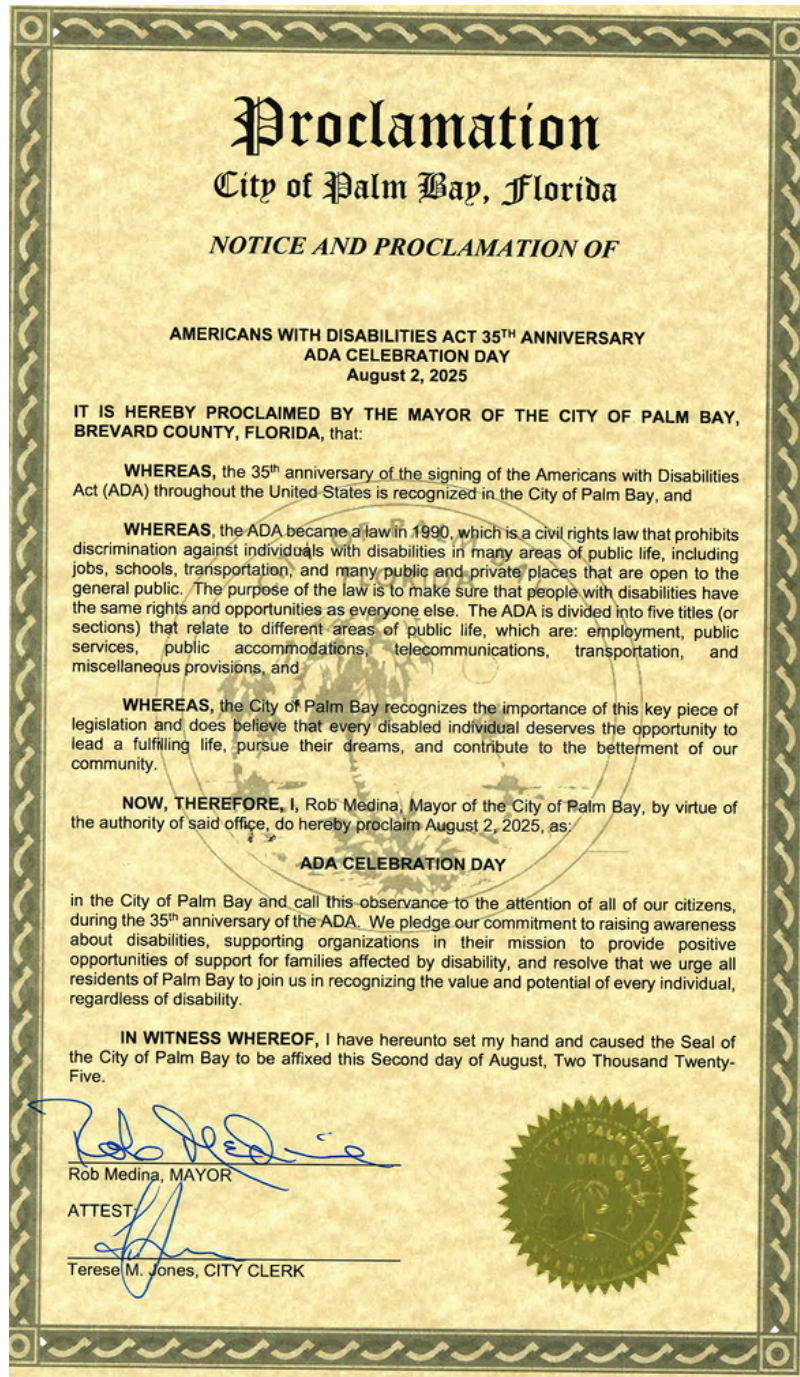 Proclamation
City of Palm Bay, Florida
NOTICE AND PROCLAMATION OF
AMERICANS WITH DISABILITIES ACT 35TH ANNIVERSARY
ADA CELEBRATION DAY
August 2, 2025
IT IS HEREBY PROCLAIMED BY THE MAYOR OF THE CITY OF PALM BAY,
BREVARD COUNTY, FLORIDA, that:
WHEREAS, the 35th anniversary of the signing of the Americans with Disabilities
Act (ADA) throughout the United States is recognized in the City of Palm Bay, and
WHEREAS, the ADA became a law in 1990, which is a civil rights law that prohibits
discrimination against individuals with disabilities in many areas of public life, including
jobs, schools, transportation, and many public and private places that are open to the
general public. The purpose of the law is to make sure that people with disabilities have
the same rights and opportunities as everyone else. The ADA is divided into five titles (or
sections) that relate to different areas of public life, which are: employment, public
services, public accommodations, telecommunications, transportation, and
miscellaneous provisions, and
WHEREAS, the City of Palm Bay recognizes the importance of this key piece of
legislation and does believe that every disabled individual deserves the opportunity to
lead a fulfilling life, pursue their dreams, and contribute to the betterment of our
community.
NOW, THEREFORE, I, Rob Medina, Mayor of the City of Palm Bay, by virtue of
the authority of said office, do hereby proclaim August 2, 2025, as:
ADA CELEBRATION DAY
in the City of Palm Bay and call this observance to the attention of all of our citizens,
during the 35th anniversary of the ADA. We pledge our commitment to raising awareness
about disabilities, supporting organizations in their mission to provide positive
opportunities of support for families affected by disability, and resolve that we urge all
residents of Palm Bay to join us in recognizing the value and potential of every individual,
regardless of disability.
IN WITNESS WHEREOF, I have hereunto set my hand and caused the Seal of
the City of Palm Bay to be affixed this Second day of August, Two Thousand Twenty-
Five.
Rob Medina
Rob Medina, MAYOR
ATTEST:
Terese M. Jones, CITY CLERK
PALM BAY